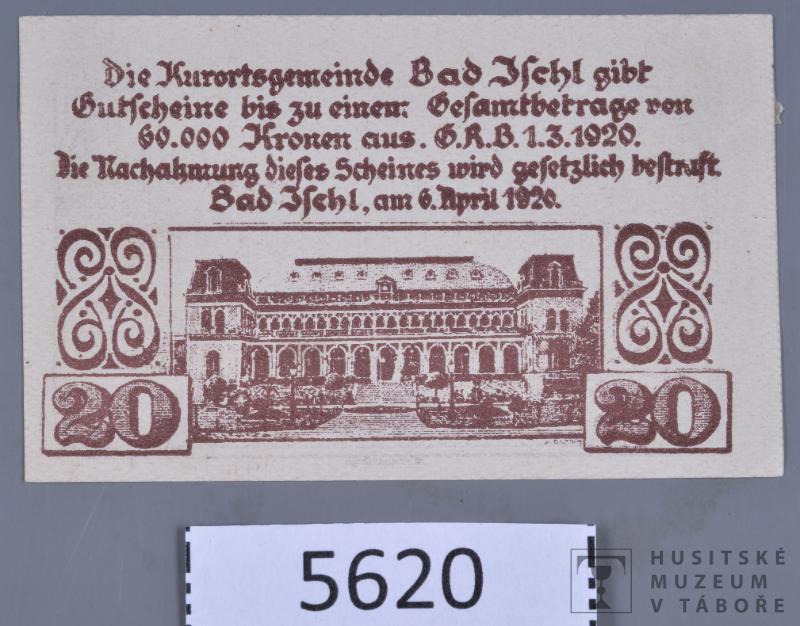 Die Kurortsgemeinde Bad Ischl gibt
Gutscheine bis zu einem Gesamtbetrage von
60.000 Kronen aus. G.R.B. 1.3.1920.
Die Nachahmung dieses Scheines wird gesetzlich bestraft.
Bad Ischl, am 6. April 1920.
20 20
5620
HUSITSKÉ
MUZEUM
V TÁBOŘE